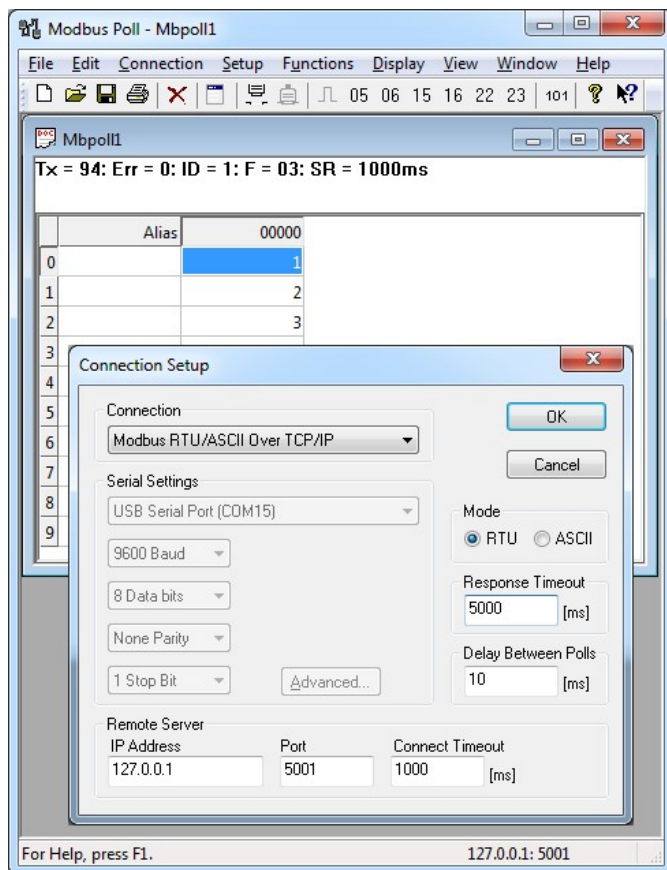 Modbus Poll - Mbpoll1
File Edit Connection Setup Functions Display View Window Help
05 06 15 16 22 23 101
Mbpoll1
Tx = 94: Err = 0: ID = 1: F = 03: SR = 1000ms
Alias 00000
0 1
1 2
2 3
3
4
5
6
7
8
9
Connection Setup
Connection
Modbus RTU/ASCII Over TCP/IP
OK
Cancel
Serial Settings
USB Serial Port (COM15)
9600 Baud
8 Data bits
None Parity
1 Stop Bit
Advanced...
Mode
RTU ASCII
Response Timeout
5000 [ms]
Delay Between Polls
10 [ms]
Remote Server
IP Address Port Connect Timeout
127.0.0.1 5001 1000 [ms]
For Help, press F1. 127.0.0.1: 5001